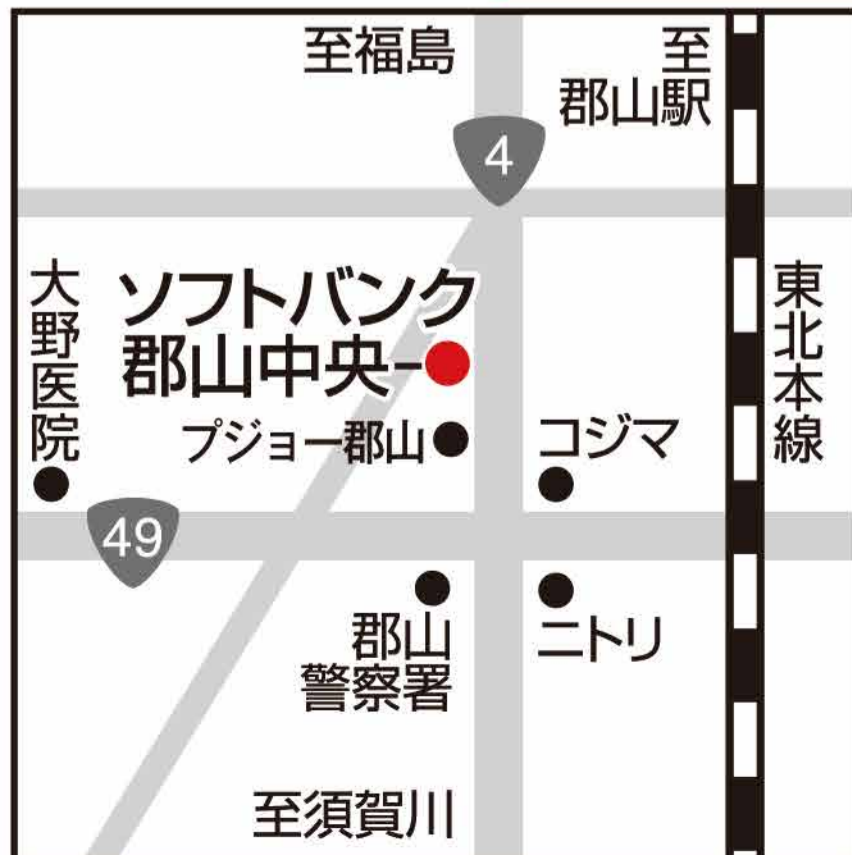 至福島
至
郡山駅
4
大野医院
ソフトバンク
郡山中央
東北本線
プジョー郡山
コジマ
49
郡山
警察署
ニトリ
至須賀川